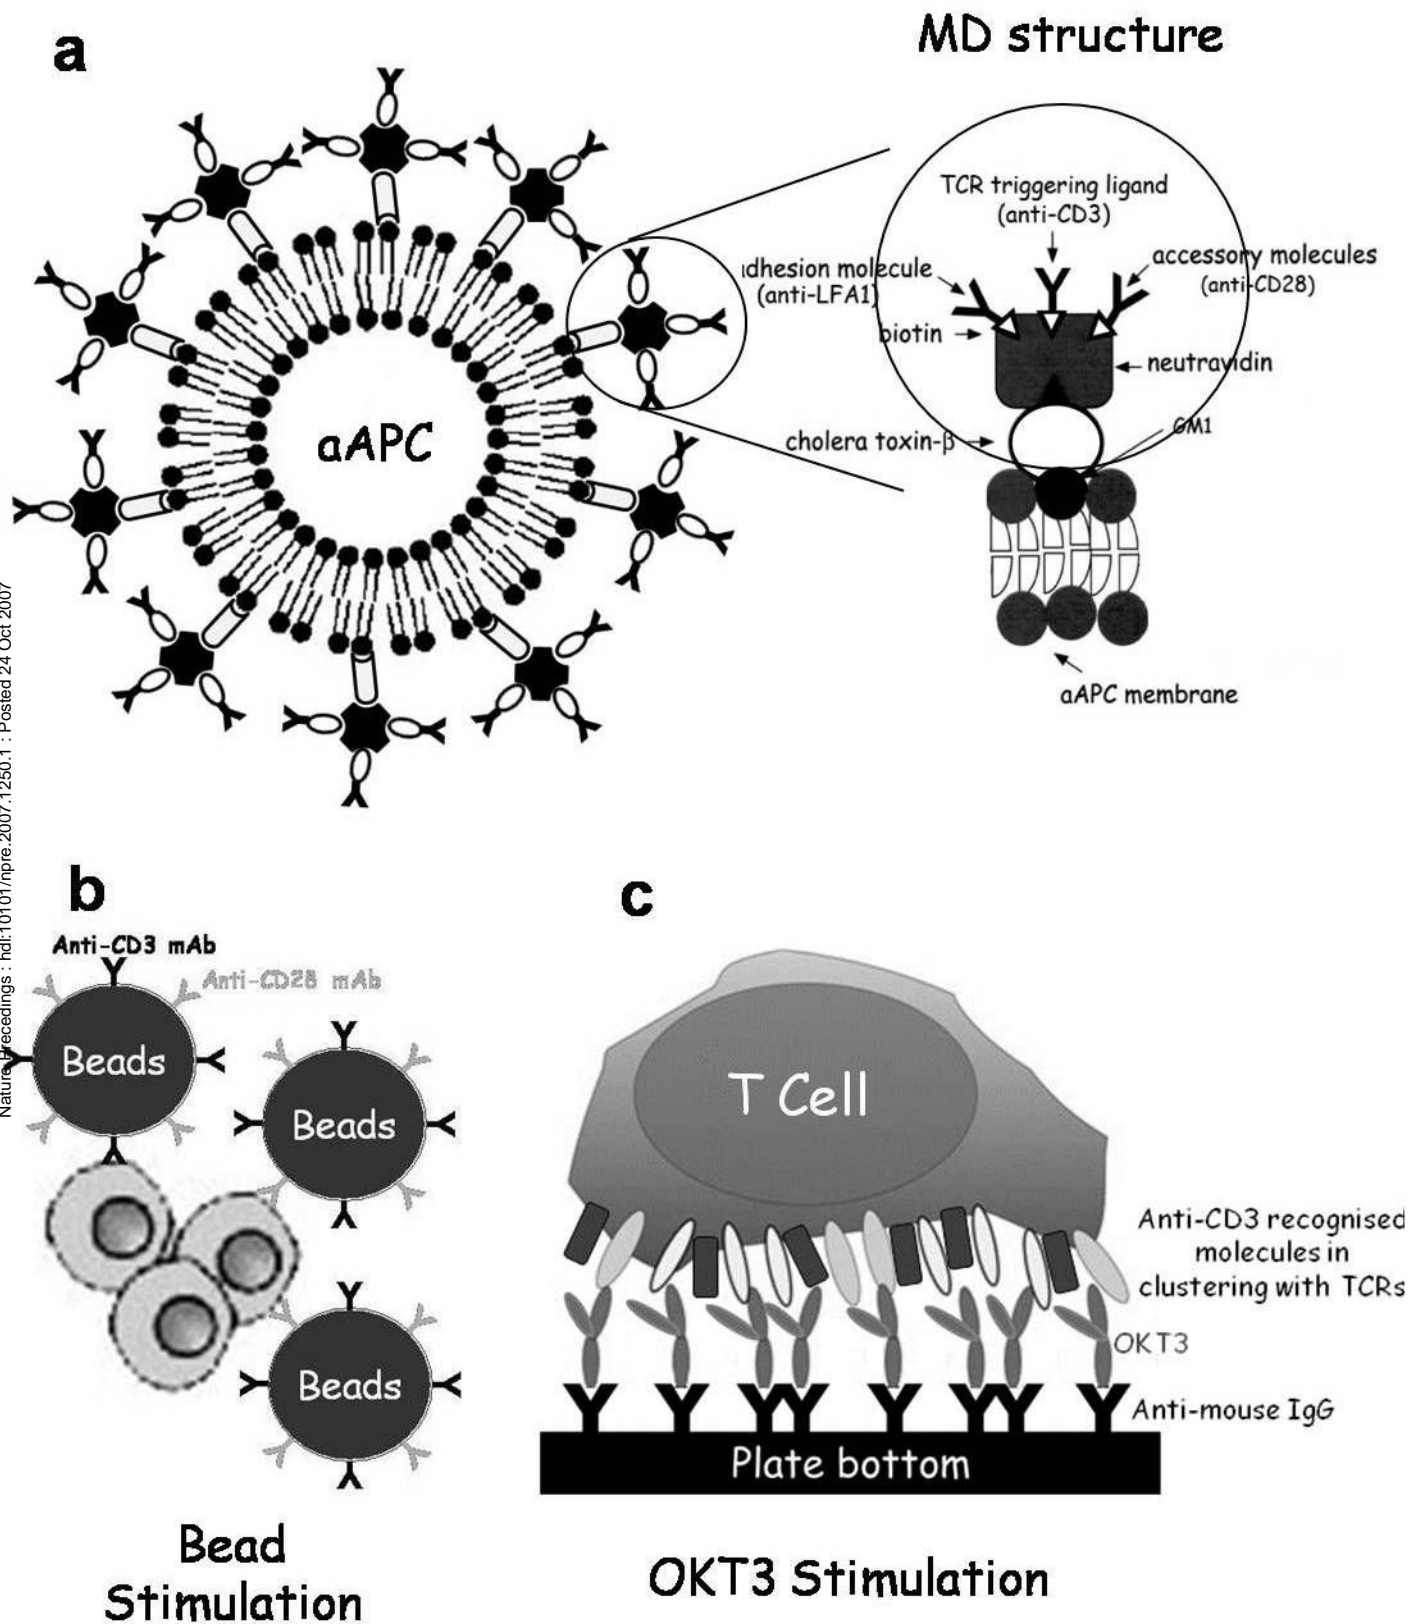 a
MD structure
TCR triggering ligand
(anti-CD3)
dhesion molecule
(anti-LFA1)
accessory molecules
(anti-CD28)
biotin
neutravidin
cholera toxin-β
GM1
aAPC
aAPC membrane
Nature Precedings : hdl:10101/npre.2007.1250.1 : Posted 24 Oct 2007
b
Anti-CD3 mAb
Anti-CD28 mAb
Beads
Beads
Beads
Bead
Stimulation
c
T Cell
Anti-CD3 recognised
molecules in
clustering with TCRs
OKT3
Anti-mouse IgG
Plate bottom
OKT3 Stimulation